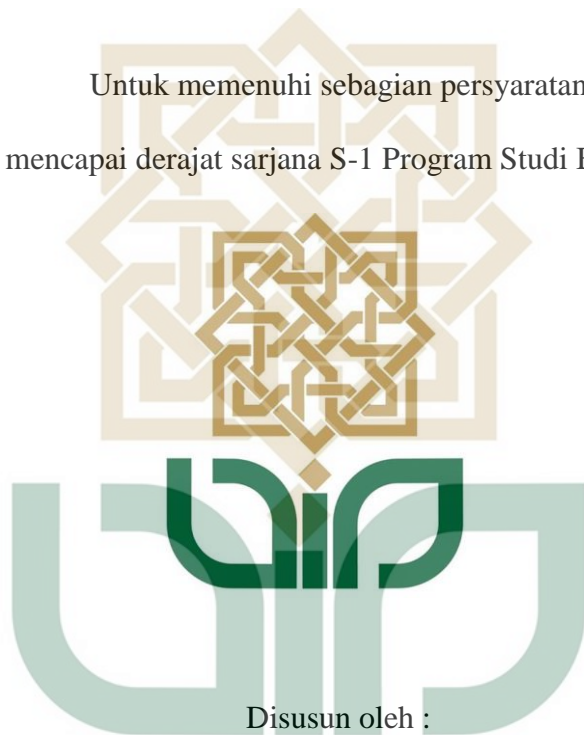 Untuk memenuhi sebagian persyaratan
mencapai derajat sarjana S-1 Program Studi
Disusun oleh :